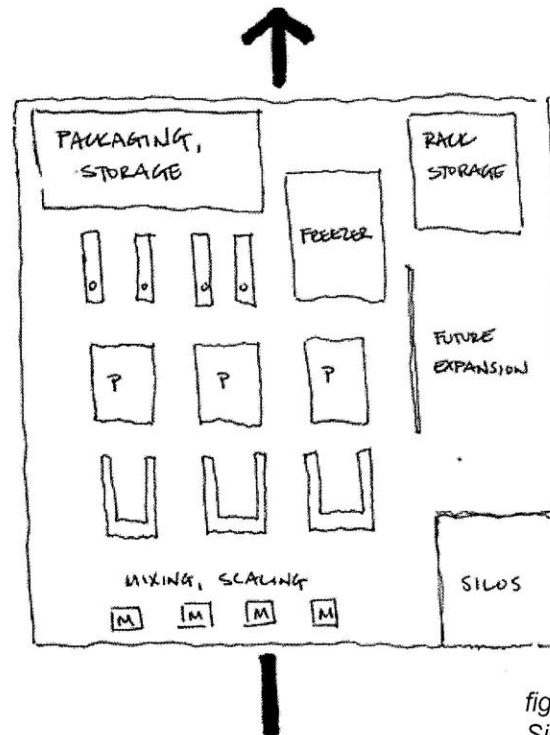 PACKAGING,
STORAGE
RACK
STORAGE
FREEZER
FUTURE
EXPANSION
P
P
P
MIXING, SCALING
SILOS
M
M
M
M
fig
Si